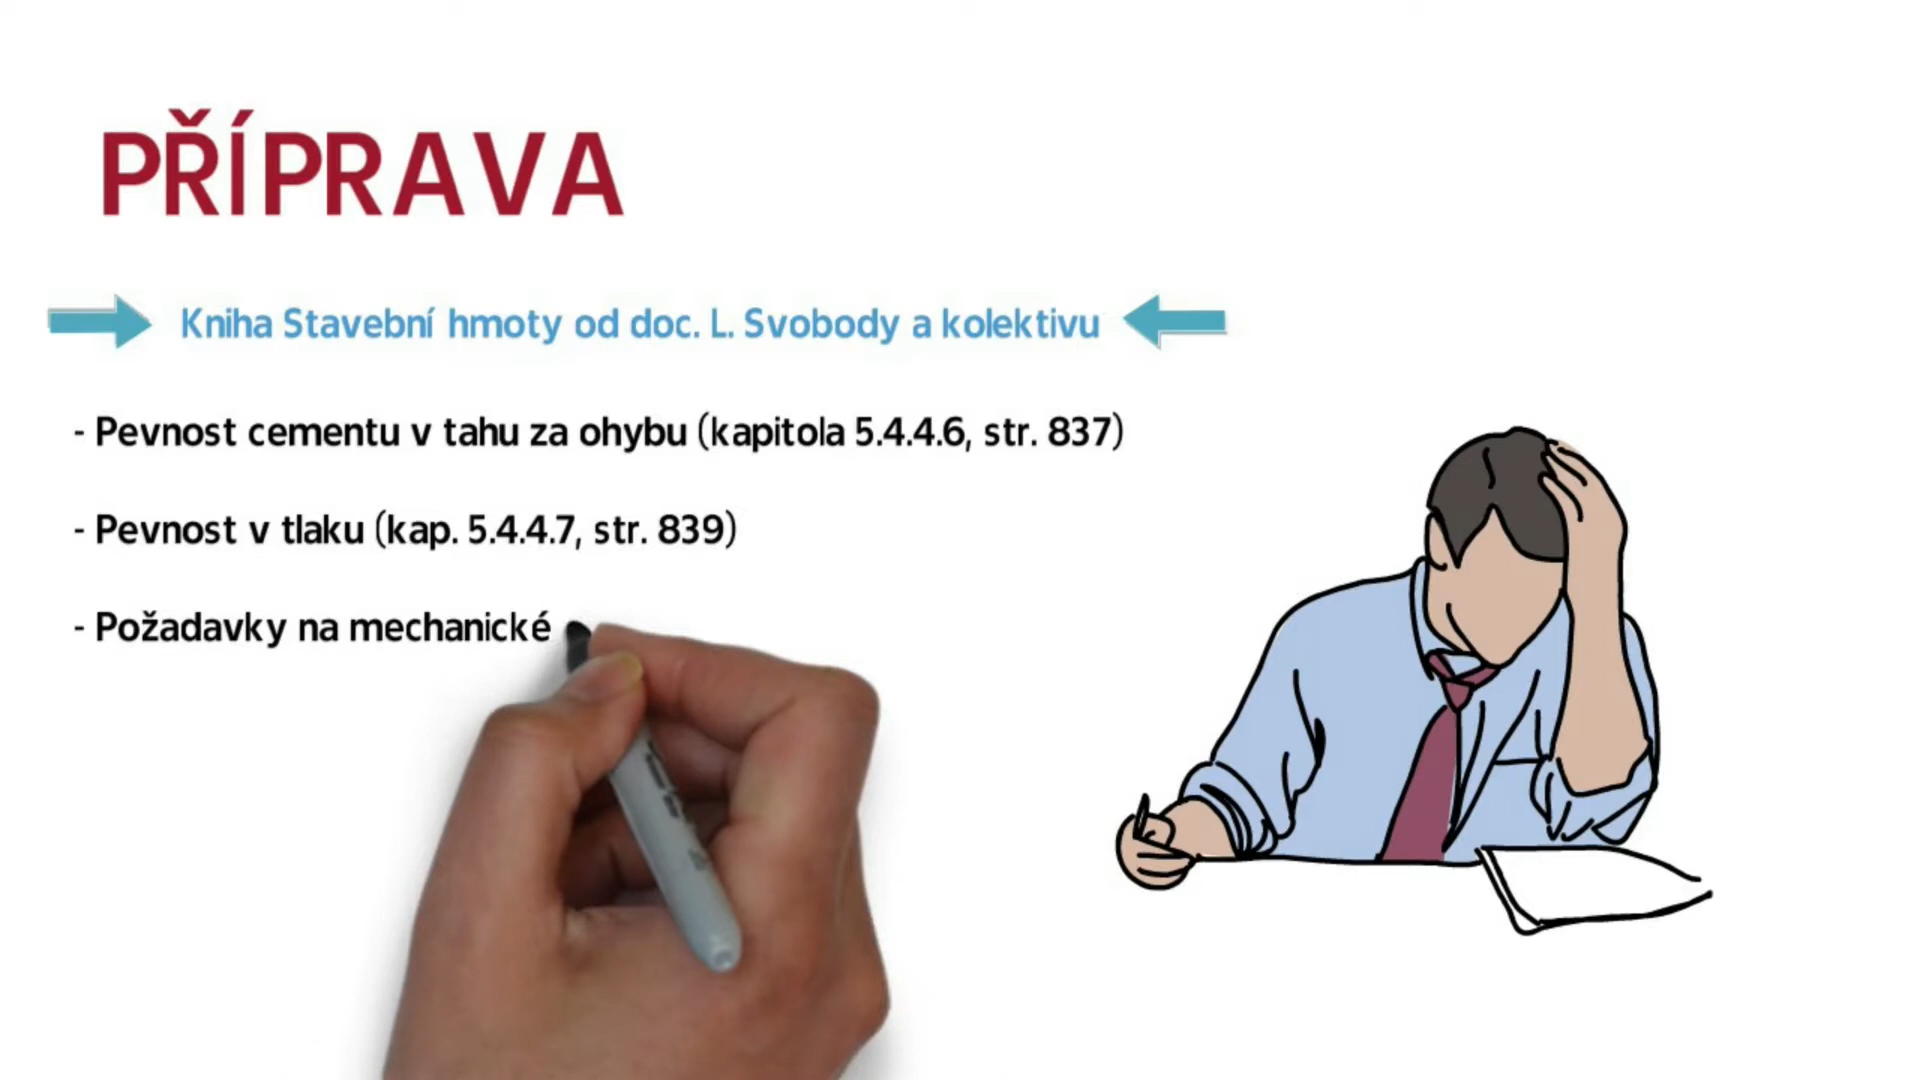 PŘÍPRAVA
Kniha Stavební hmoty od doc. L. Svobody a kolektivu
- Pevnost cementu v tahu za ohybu (kapitola 5.4.4.6, str. 837)
- Pevnost v tlaku (kap. 5.4.4.7, str. 839)
- Požadavky na mechanické